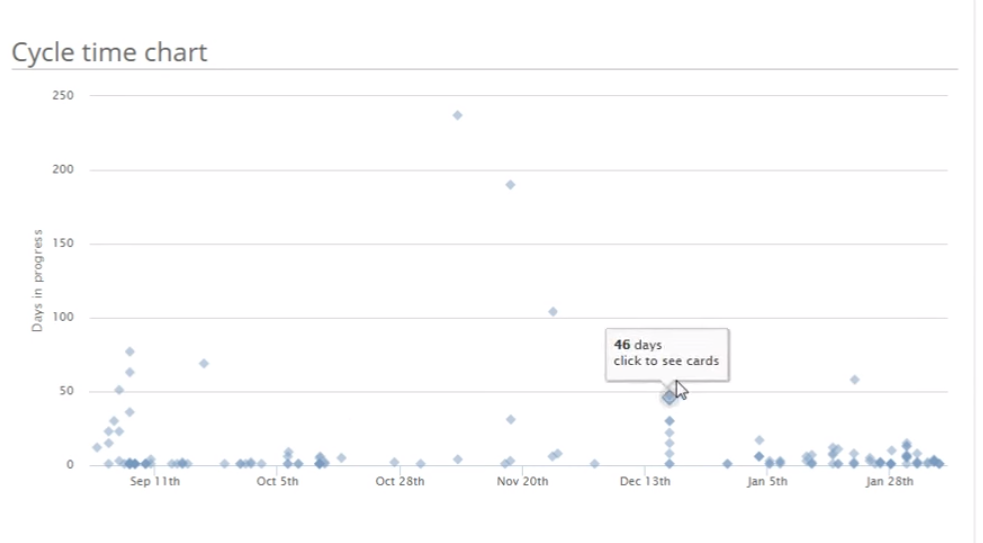 Cycle time chart
250
200
150
100
50
0
Days in progress
46 days
click to see cards
Sep 11th
Oct 5th
Oct 28th
Nov 20th
Dec 13th
Jan 5th
Jan 28th